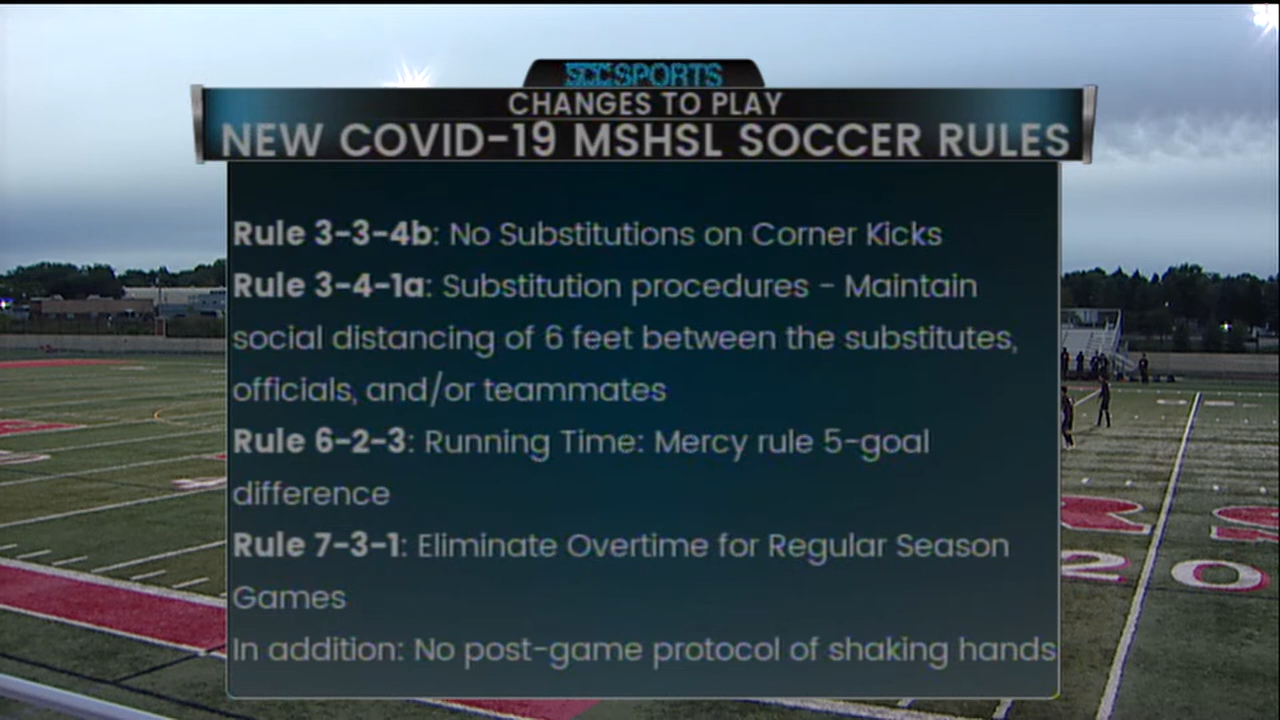 SCC SPORTS
CHANGES TO PLAY
NEW COVID-19 MSHSL SOCCER RULES
Rule 3-3-4b: No Substitutions on Corner Kicks
Rule 3-4-1a: Substitution procedures - Maintain
social distancing of 6 feet between the substitutes,
officials, and/or teammates
Rule 6-2-3: Running Time: Mercy rule 5-goal
difference
Rule 7-3-1: Eliminate Overtime for Regular Season
Games
In addition: No post-game protocol of shaking hands
20